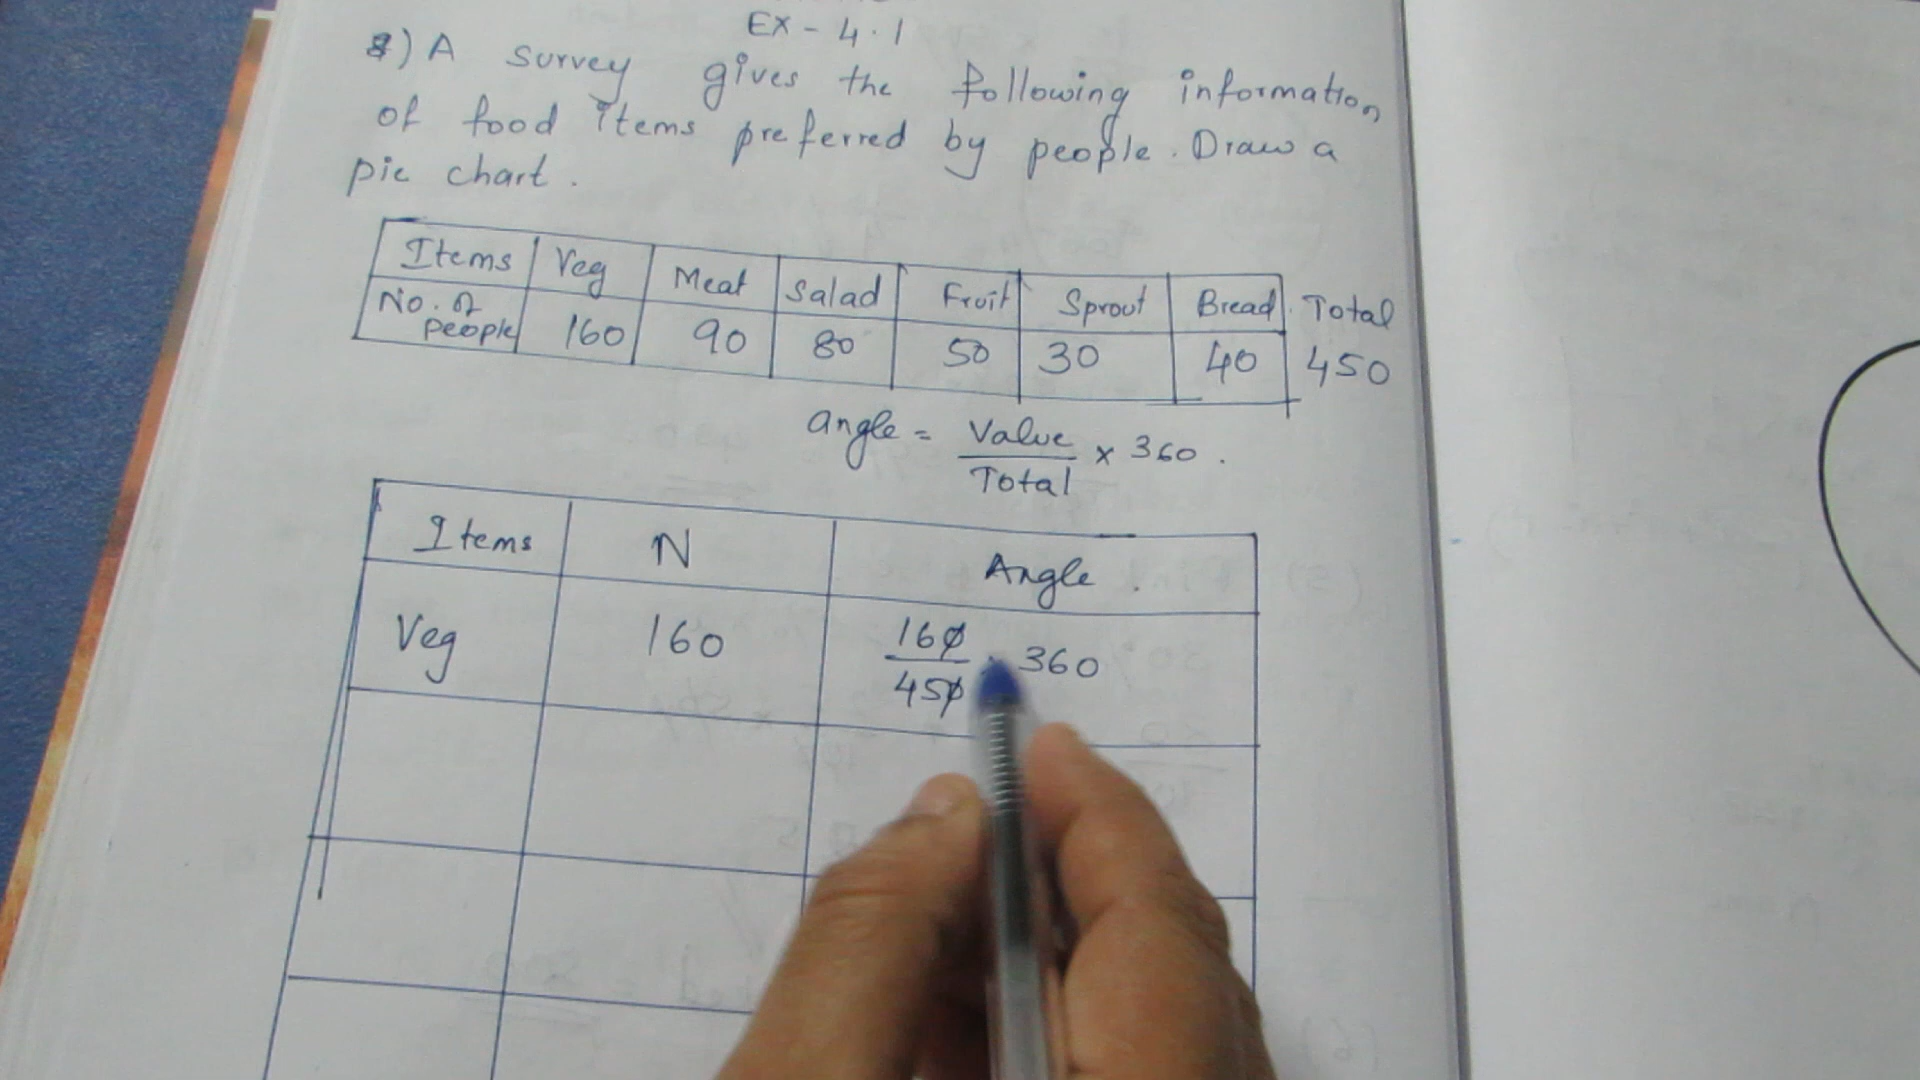 EX - 4.1
8) A survey gives the following information
of food items preferred by people. Draw a
pie chart.
Items Veg Meat Salad Fruit Sprout Bread Total
No. of people 160 90 80 50 30 40 450
angle = Value / Total × 360.
Items N Angle.
Veg 160 160 / 450 × 360